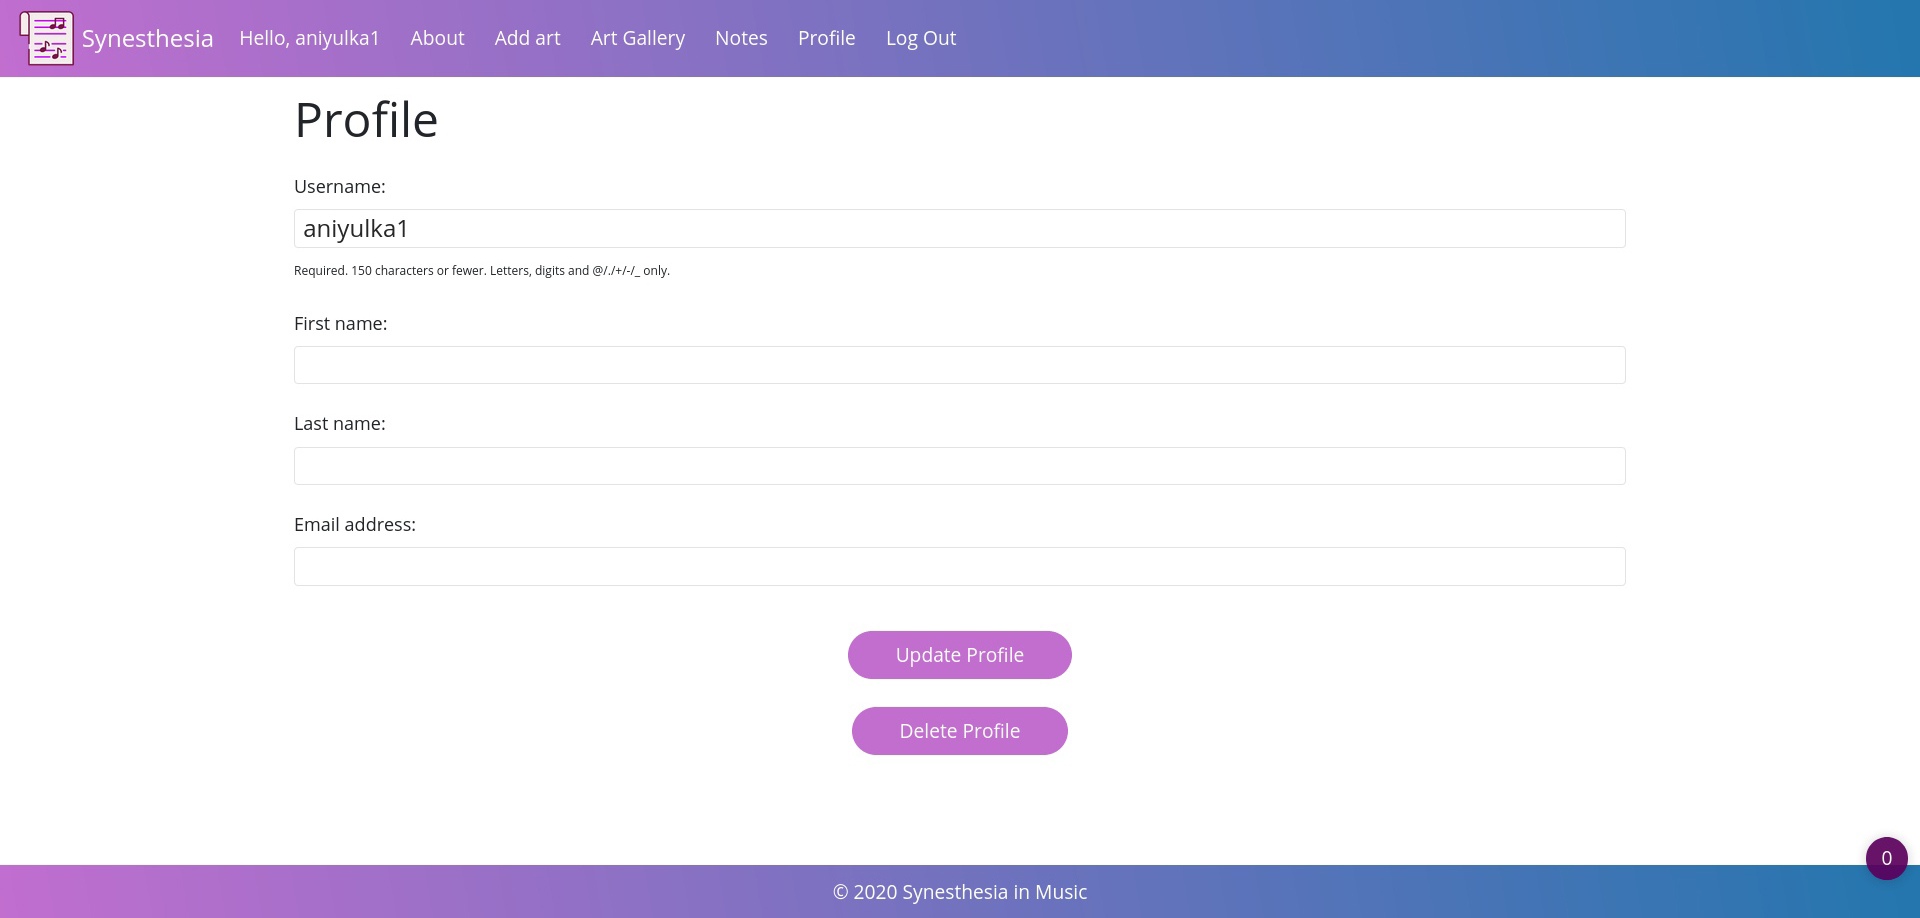 Synesthesia Hello, aniyulka1 About Add art Art Gallery Notes Profile Log Out
Profile
Username:
aniyulka1
Required. 150 characters or fewer. Letters, digits and @/./+/-/_ only.
First name:
Last name:
Email address:
Update Profile
Delete Profile
0
© 2020 Synesthesia in Music